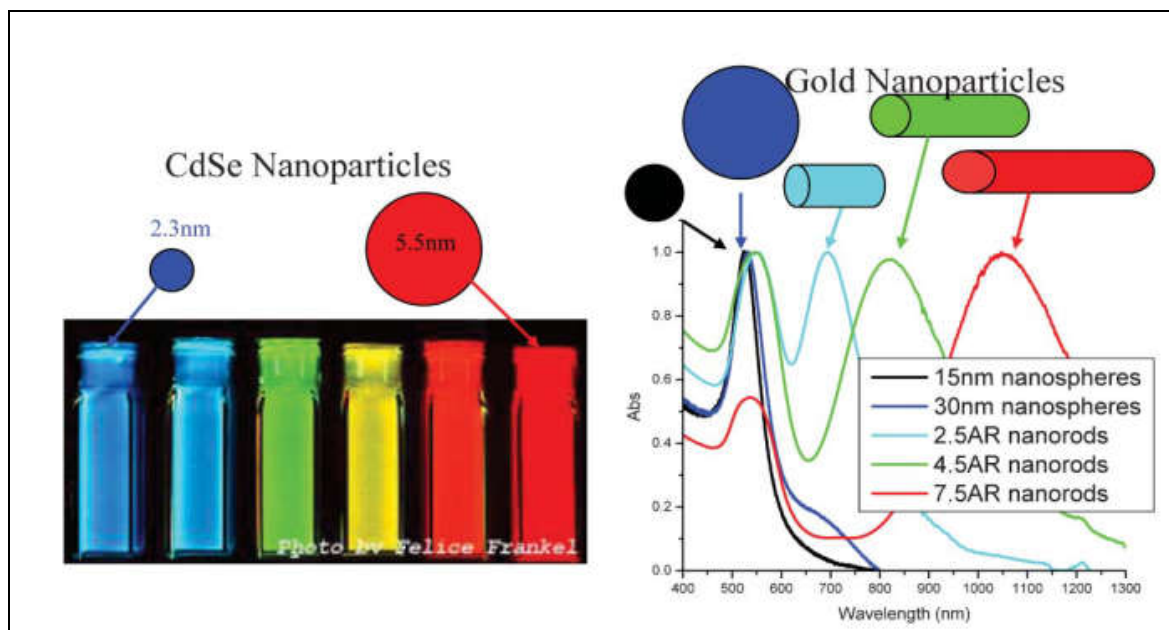 CdSe Nanoparticles
2.3nm
5.5nm
Photo by Felice Frankel
Gold Nanoparticles
1.0
0.8
0.6
0.4
0.2
0.0
Abs
15nm nanospheres
30nm nanospheres
2.5AR nanorods
4.5AR nanorods
7.5AR nanorods
400 500 600 700 800 900 1000 1100 1200 1300
Wavelength (nm)